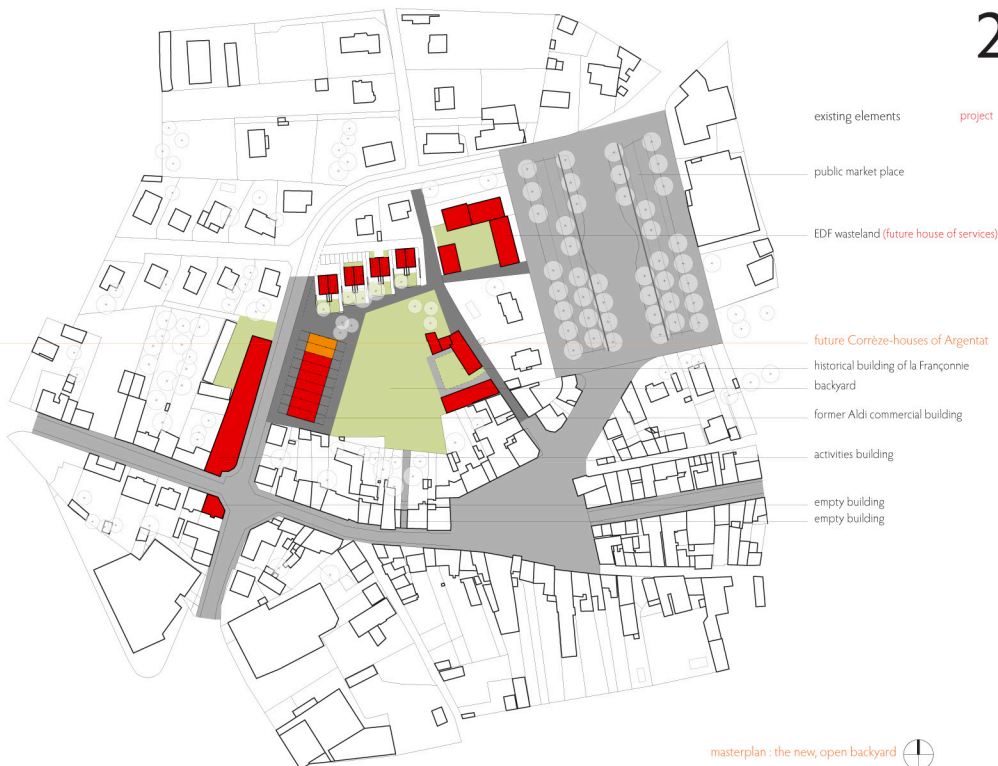 2
existing elements project
public market place
EDF wasteland (future house of services)
future Corrèze-houses of Argentat
historical building of la Françonnie
backyard
former Aldi commercial building
activities building
empty building
empty building
masterplan : the new, open backyard